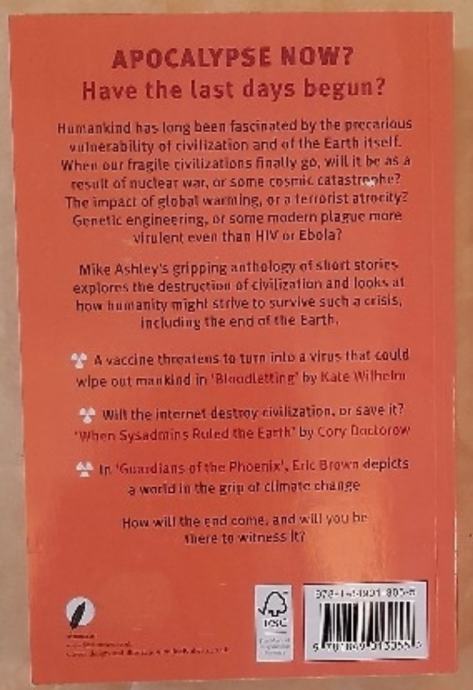 APOCALYPSE NOW?
Have the last days begun?
Humankind has long been fascinated by the precarious
vulnerability of civilization and of the Earth itself.
When our fragile civilizations finally go, will it be as a
result of nuclear war, or some cosmic catastrophe?
The impact of global warming, or a terrorist atrocity?
Genetic engineering, or some modern plague more
virulent even than HIV or Ebola?
Mike Ashley's gripping anthology of short stories
explores the destruction of civilization and looks at
how humanity might strive to survive such a crisis,
including the end of the Earth.
A vaccine threatens to turn into a virus that could
wipe out mankind in 'Bloodletting' by Kate Wilhelm
Will the internet destroy civilization, or save it?
'When Sysadmins Ruled the Earth' by Cory Doctorow
In 'Guardians of the Phoenix', Eric Brown depicts
a world in the grip of climate change
How will the end come, and will you be
there to witness it?
FSC